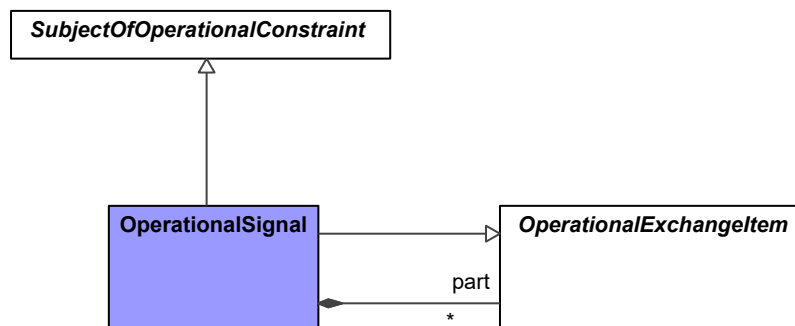 SubjectOfOperationalConstraint
OperationalSignal
OperationalExchangeItem
part
*